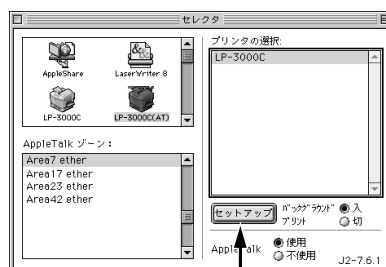 セレクタ
AppleShare
LaserWriter 8
LP-3000C
LP-3000C(AT)
AppleTalk ゾーン：
Area7 ether
Area17 ether
Area23 ether
Area42 ether
プリンタの選択:
LP-3000C
セットアップ
バックグラウンド
プリント
入
切
AppleTalk
使用
不使用
J2-7.6.1